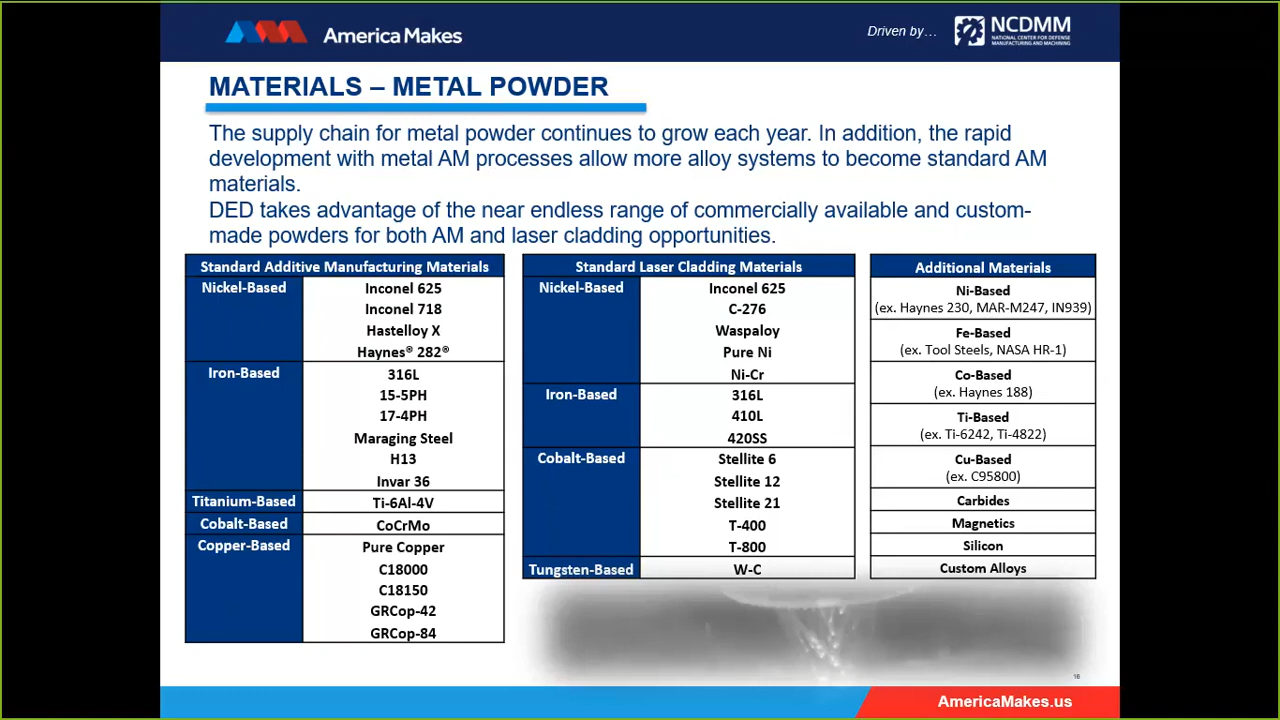 America Makes
Driven by…
NCDMM
NATIONAL CENTER FOR DEFENSE
MANUFACTURING AND MACHINING
MATERIALS – METAL POWDER
The supply chain for metal powder continues to grow each year. In addition, the rapid
development with metal AM processes allow more alloy systems to become standard AM
materials.
DED takes advantage of the near endless range of commercially available and custom-
made powders for both AM and laser cladding opportunities.
Standard Additive Manufacturing Materials
Nickel-Based
Inconel 625
Inconel 718
Hastelloy X
Haynes® 282®
Iron-Based
316L
15-5PH
17-4PH
Maraging Steel
H13
Invar 36
Titanium-Based
Ti-6Al-4V
Cobalt-Based
CoCrMo
Copper-Based
Pure Copper
C18000
C18150
GRCop-42
GRCop-84
Standard Laser Cladding Materials
Nickel-Based
Inconel 625
C-276
Waspaloy
Pure Ni
Ni-Cr
Iron-Based
316L
410L
420SS
Cobalt-Based
Stellite 6
Stellite 12
Stellite 21
T-400
T-800
Tungsten-Based
W-C
Additional Materials
Ni-Based
(ex. Haynes 230, MAR-M247, IN939)
Fe-Based
(ex. Tool Steels, NASA HR-1)
Co-Based
(ex. Haynes 188)
Ti-Based
(ex. Ti-6242, Ti-4822)
Cu-Based
(ex. C95800)
Carbides
Magnetics
Silicon
Custom Alloys
18
AmericaMakes.us